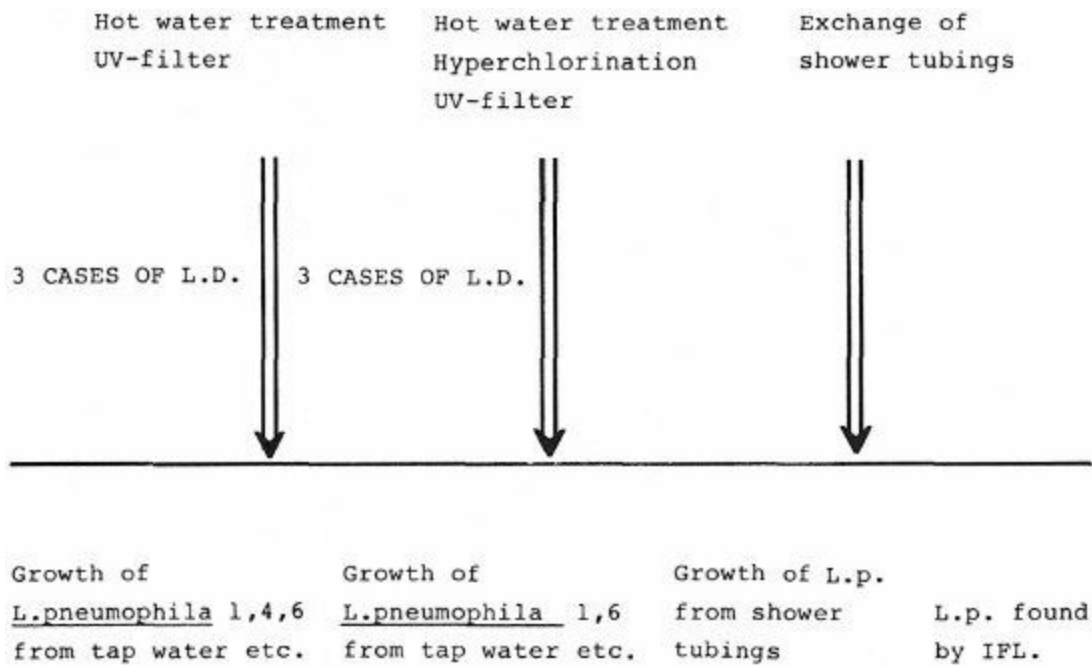 Hot water treatment
UV-filter
Hot water treatment
Hyperchlorination
UV-filter
Exchange of
shower tubings
3 CASES OF L.D.
3 CASES OF L.D.
Growth of
L.pneumophila 1,4,6
from tap water etc.
Growth of
L.pneumophila 1,6
from tap water etc.
Growth of L.p.
from shower
tubings
L.p. found
by IFL.